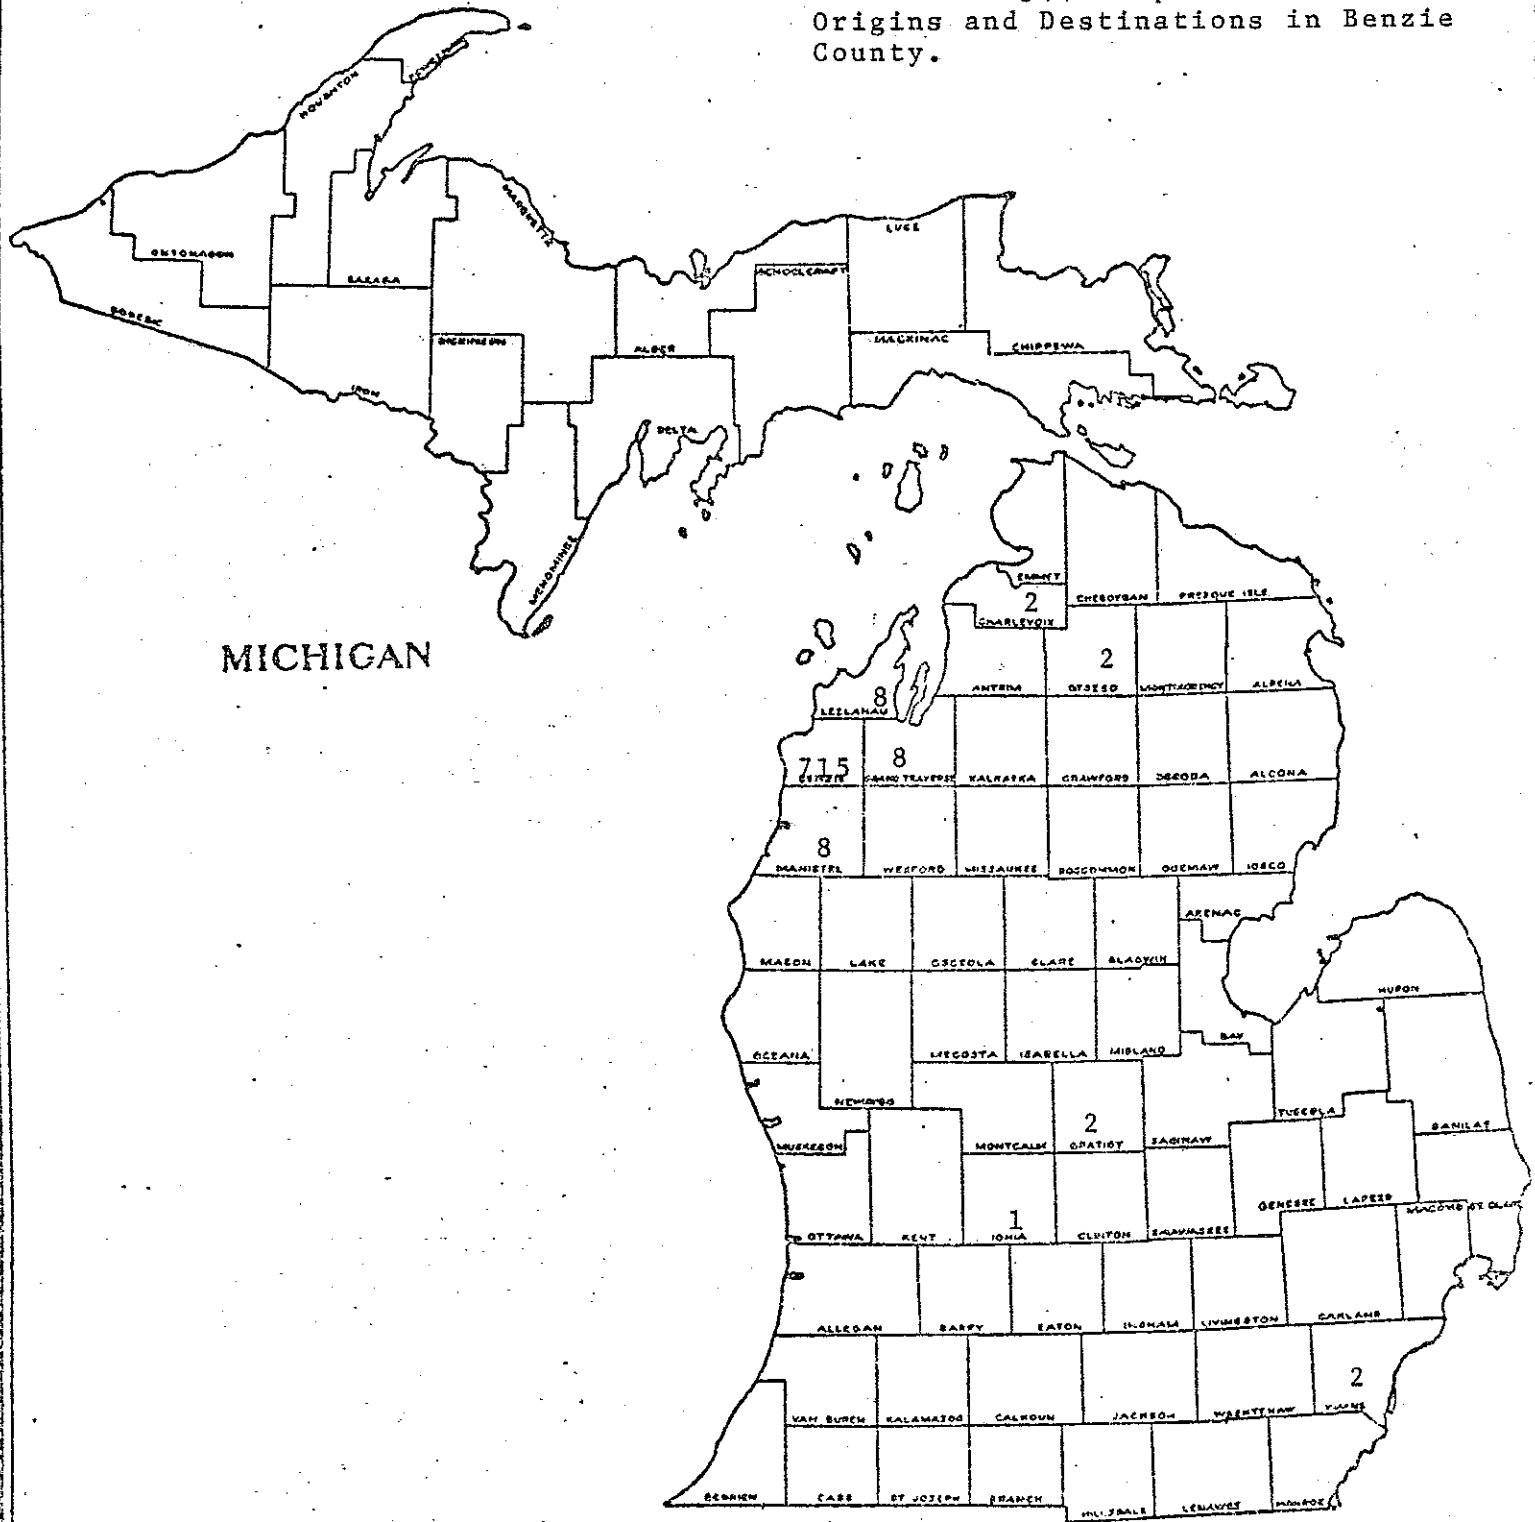 Origins and Destinations in Benzie
County.
HOUGHTON
MARQUETTE
LUCE
ONTONAGON
BARAGA
SCHOOLCRAFT
GOGEBIC
DICKINSON
ALGER
MACKINAC
CHIPPEWA
IRON
DELTA
MENOMINEE
EMMET
2
CHEBOYGAN
PRESQUE ISLE
CHARLEVOIX
MICHIGAN
2
8
ANTRIM
OTSEGO
MONTMORENCY
ALPENA
LEELANAU
715
8
GRAND TRAVERSE
KALKASKA
CRAWFORD
OSCODA
ALCONA
8
MANISTEE
WEXFORD
MISSAUKEE
ROSCOMMON
OGEMAW
IOSCO
ARENAC
MASON
LAKE
OSCEOLA
CLARE
GLADWIN
HURON
OCEANA
MECOSTA
ISABELLA
MIDLAND
BAY
NEWAYGO
TUSCOLA
2
SANILAC
MUSKEGON
MONTCALM
GRATIOT
SAGINAW
GENESEE
LAPEER
MACOMB
ST. CLAIR
1
OTTAWA
KENT
IONIA
CLINTON
SHIAWASSEE
ALLEGAN
BARRY
EATON
INGHAM
LIVINGSTON
OAKLAND
2
VAN BUREN
KALAMAZOO
CALHOUN
JACKSON
WASHTENAW
WAYNE
BERRIEN
CASS
ST JOSEPH
BRANCH
HILLSDALE
LENAWEE
MONROE